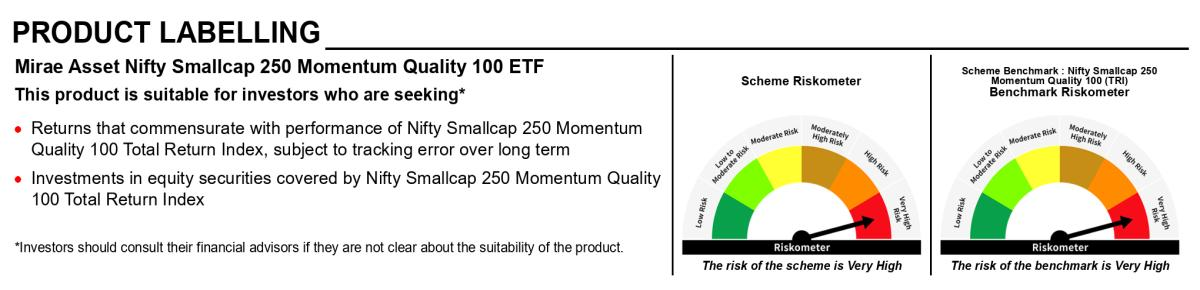 PRODUCT LABELLING
Mirae Asset Nifty Smallcap 250 Momentum Quality 100 ETF
This product is suitable for investors who are seeking*
• Returns that commensurate with performance of Nifty Smallcap 250 Momentum
Quality 100 Total Return Index, subject to tracking error over long term
• Investments in equity securities covered by Nifty Smallcap 250 Momentum Quality
100 Total Return Index
*Investors should consult their financial advisors if they are not clear about the suitability of the product.
Scheme Riskometer
Low Risk
Low to
Moderate Risk
Moderate Risk
Moderately
High Risk
High Risk
Very High
Risk
Riskometer
The risk of the scheme is Very High
Scheme Benchmark : Nifty Smallcap 250
Momentum Quality 100 (TRI)
Benchmark Riskometer
Low Risk
Low to
Moderate Risk
Moderate Risk
Moderately
High Risk
High Risk
Very High
Risk
Riskometer
The risk of the benchmark is Very High